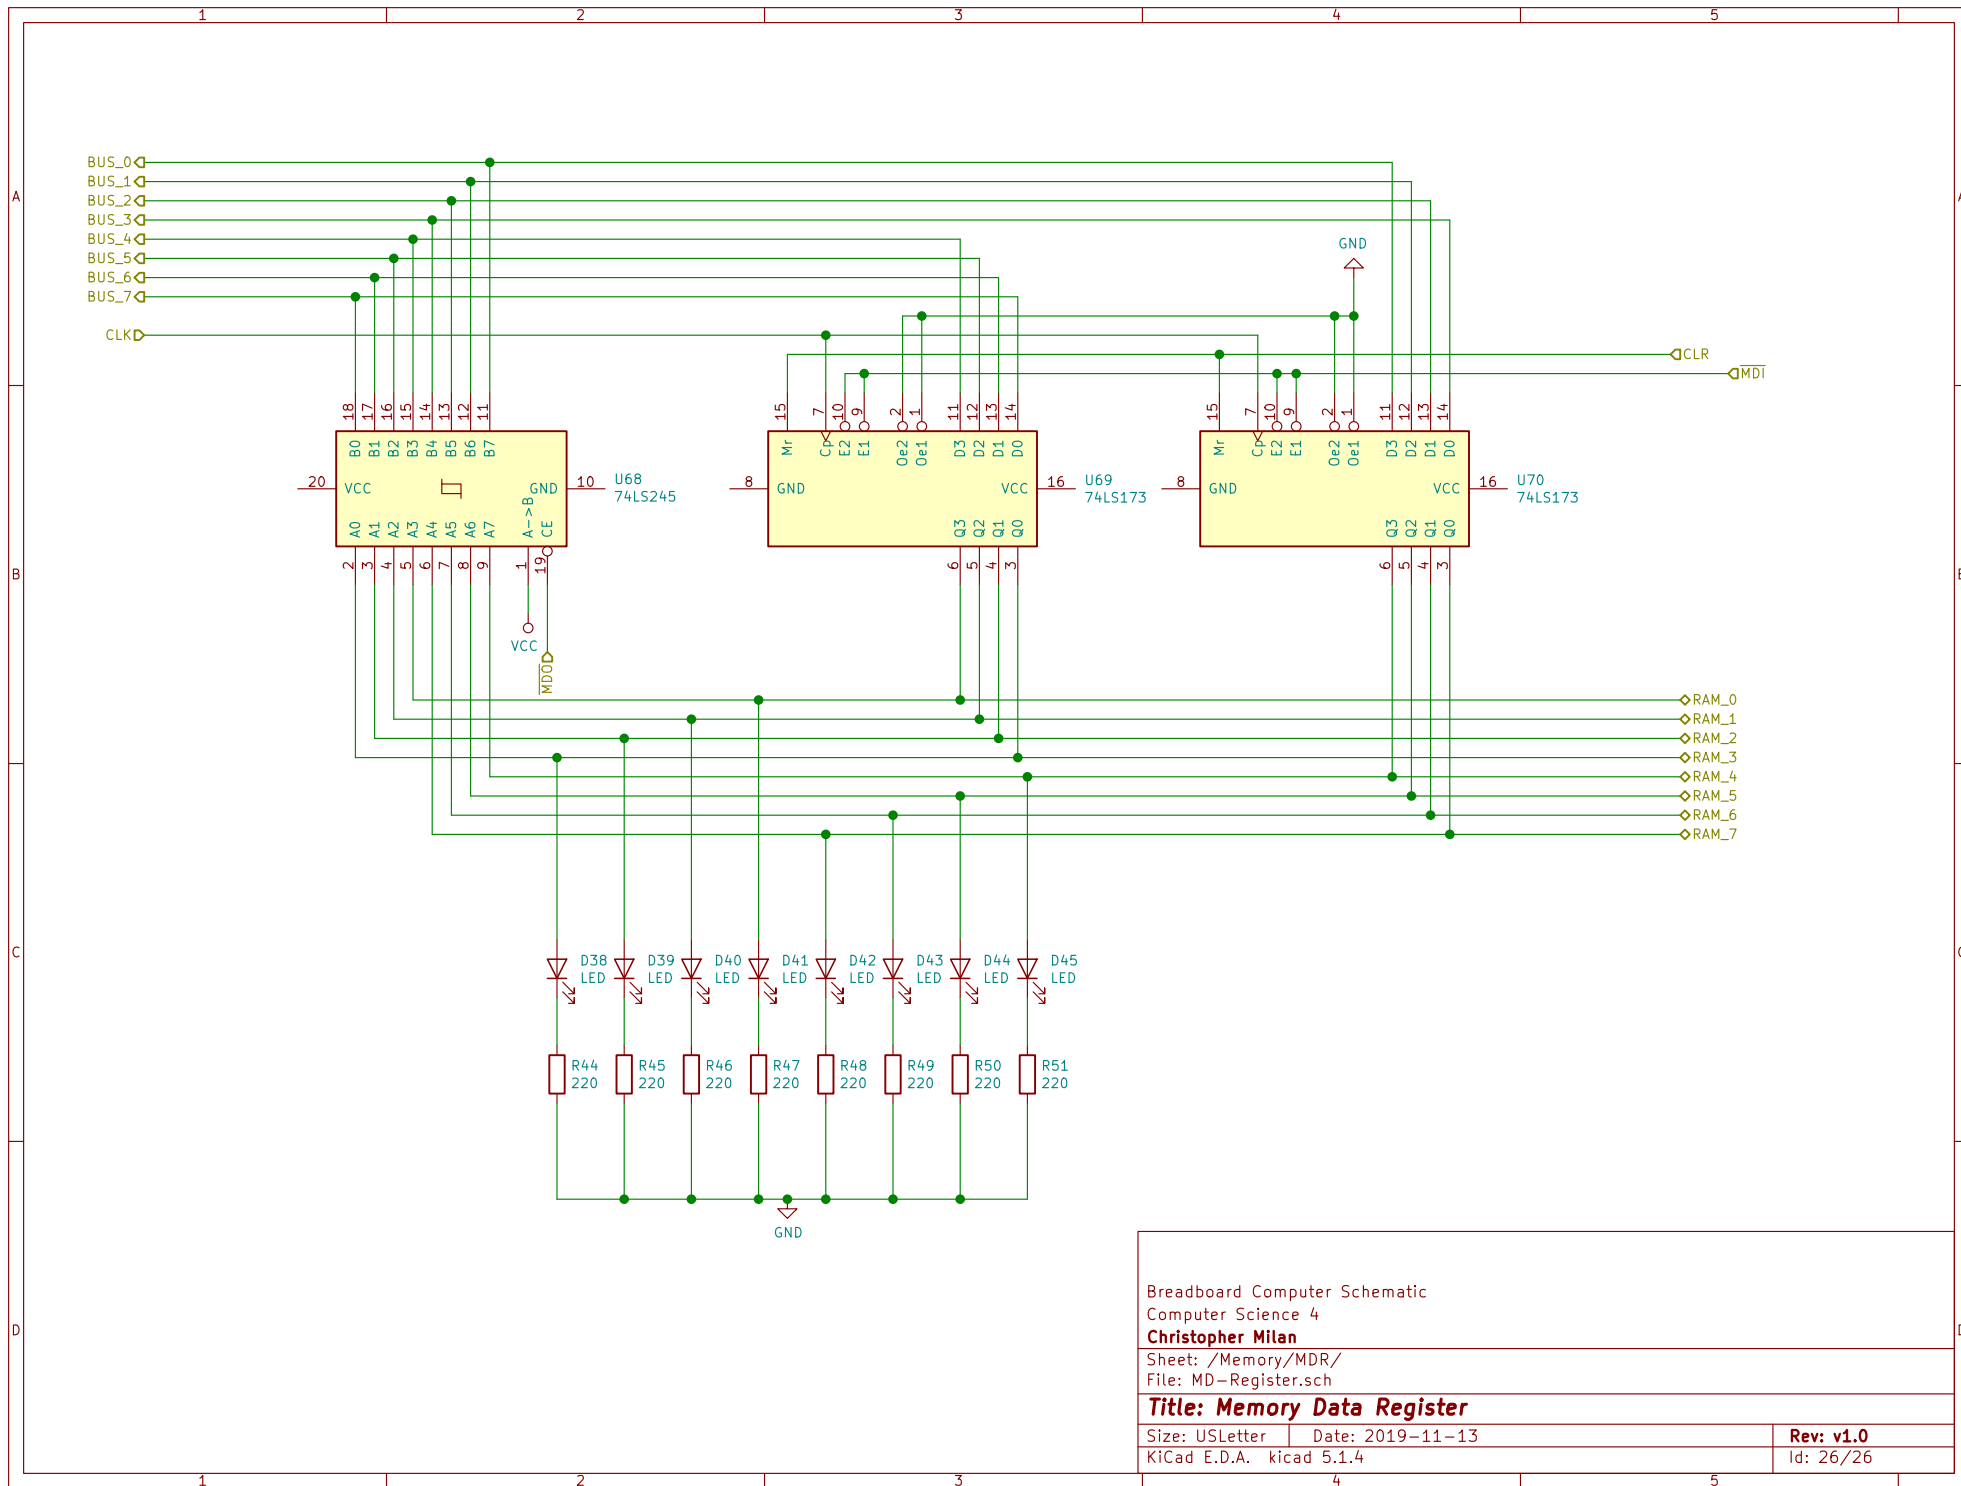 1 2 3 4 5
A
BUS_0
BUS_1
BUS_2
BUS_3
BUS_4
BUS_5
BUS_6
BUS_7
CLK
GND
CLR
MDI
18 17 16 15 14 13 12 11
B0 B1 B2 B3 B4 B5 B6 B7
20 VCC GND 10
A0 A1 A2 A3 A4 A5 A6 A7 A->B CE
2 3 4 5 6 7 8 9 1 19
U68
74LS245
VCC
MDO
15 7 10 9 2 1 11 12 13 14
Mr Cp E2 E1 Oe2 Oe1 D3 D2 D1 D0
8 GND VCC 16
Q3 Q2 Q1 Q0
6 5 4 3
U69
74LS173
15 7 10 9 2 1 11 12 13 14
Mr Cp E2 E1 Oe2 Oe1 D3 D2 D1 D0
8 GND VCC 16
Q3 Q2 Q1 Q0
6 5 4 3
U70
74LS173
B
RAM_0
RAM_1
RAM_2
RAM_3
RAM_4
RAM_5
RAM_6
RAM_7
C
D38 D39 D40 D41 D42 D43 D44 D45
LED LED LED LED LED LED LED LED
R44 R45 R46 R47 R48 R49 R50 R51
220 220 220 220 220 220 220 220
GND
D
Breadboard Computer Schematic
Computer Science 4
Christopher Milan
Sheet: /Memory/MDR/
File: MD-Register.sch
Title: Memory Data Register
Size: USLetter Date: 2019-11-13 Rev: v1.0
KiCad E.D.A. kicad 5.1.4 Id: 26/26
1 2 3 4 5